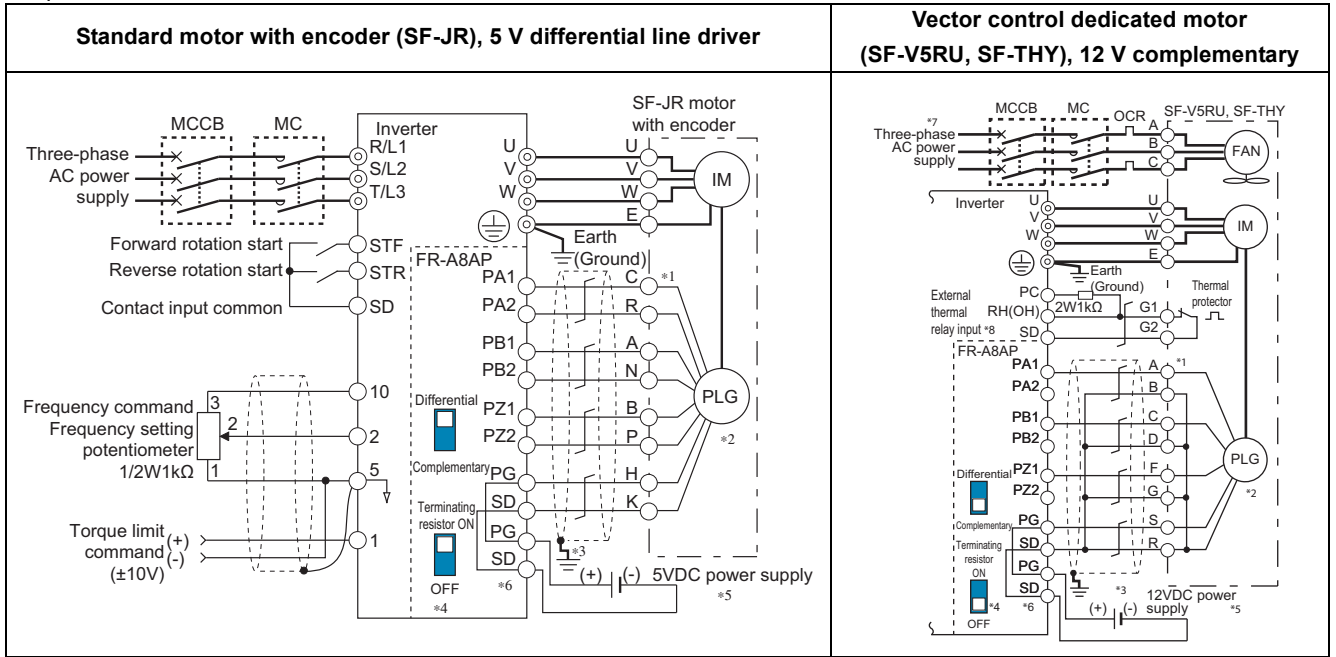 Standard motor with encoder (SF-JR), 5 V differential line driver
Vector control dedicated motor
(SF-V5RU, SF-THY), 12 V complementary
SF-JR motor
with encoder
MCCB
MC
Inverter
Three-phase
AC power
supply
R/L1
S/L2
T/L3
U
V
W
U
V
W
E
IM
Earth
(Ground)
Forward rotation start
Reverse rotation start
Contact input common
STF
STR
SD
FR-A8AP
PA1
PA2
PB1
PB2
PZ1
PZ2
PG
SD
PG
SD
C
R
A
N
B
P
H
K
*1
PLG
*2
Differential
Complementary
Terminating
resistor ON
OFF
*4
*3
*6
(+)
(-)
5VDC power supply
*5
Frequency command
Frequency setting
potentiometer
1/2W1kΩ
3
2
1
10
2
5
1
Torque limit
command
(±10V)
(+)
(-)
MCCB
MC
OCR
SF-V5RU, SF-THY
*7
Three-phase
AC power
supply
A
B
C
FAN
Inverter
U
V
W
U
V
W
E
IM
Earth
(Ground)
External
thermal
relay input *8
PC
RH(OH)
SD
2W1kΩ
G1
G2
Thermal
protector
FR-A8AP
PA1
PA2
PB1
PB2
PZ1
PZ2
PG
SD
PG
SD
A
B
C
D
F
G
S
R
*1
PLG
*2
Differential
Complementary
Terminating
resistor
ON
OFF
*4
*6
*3
(+)
(-)
12VDC power
supply
*5